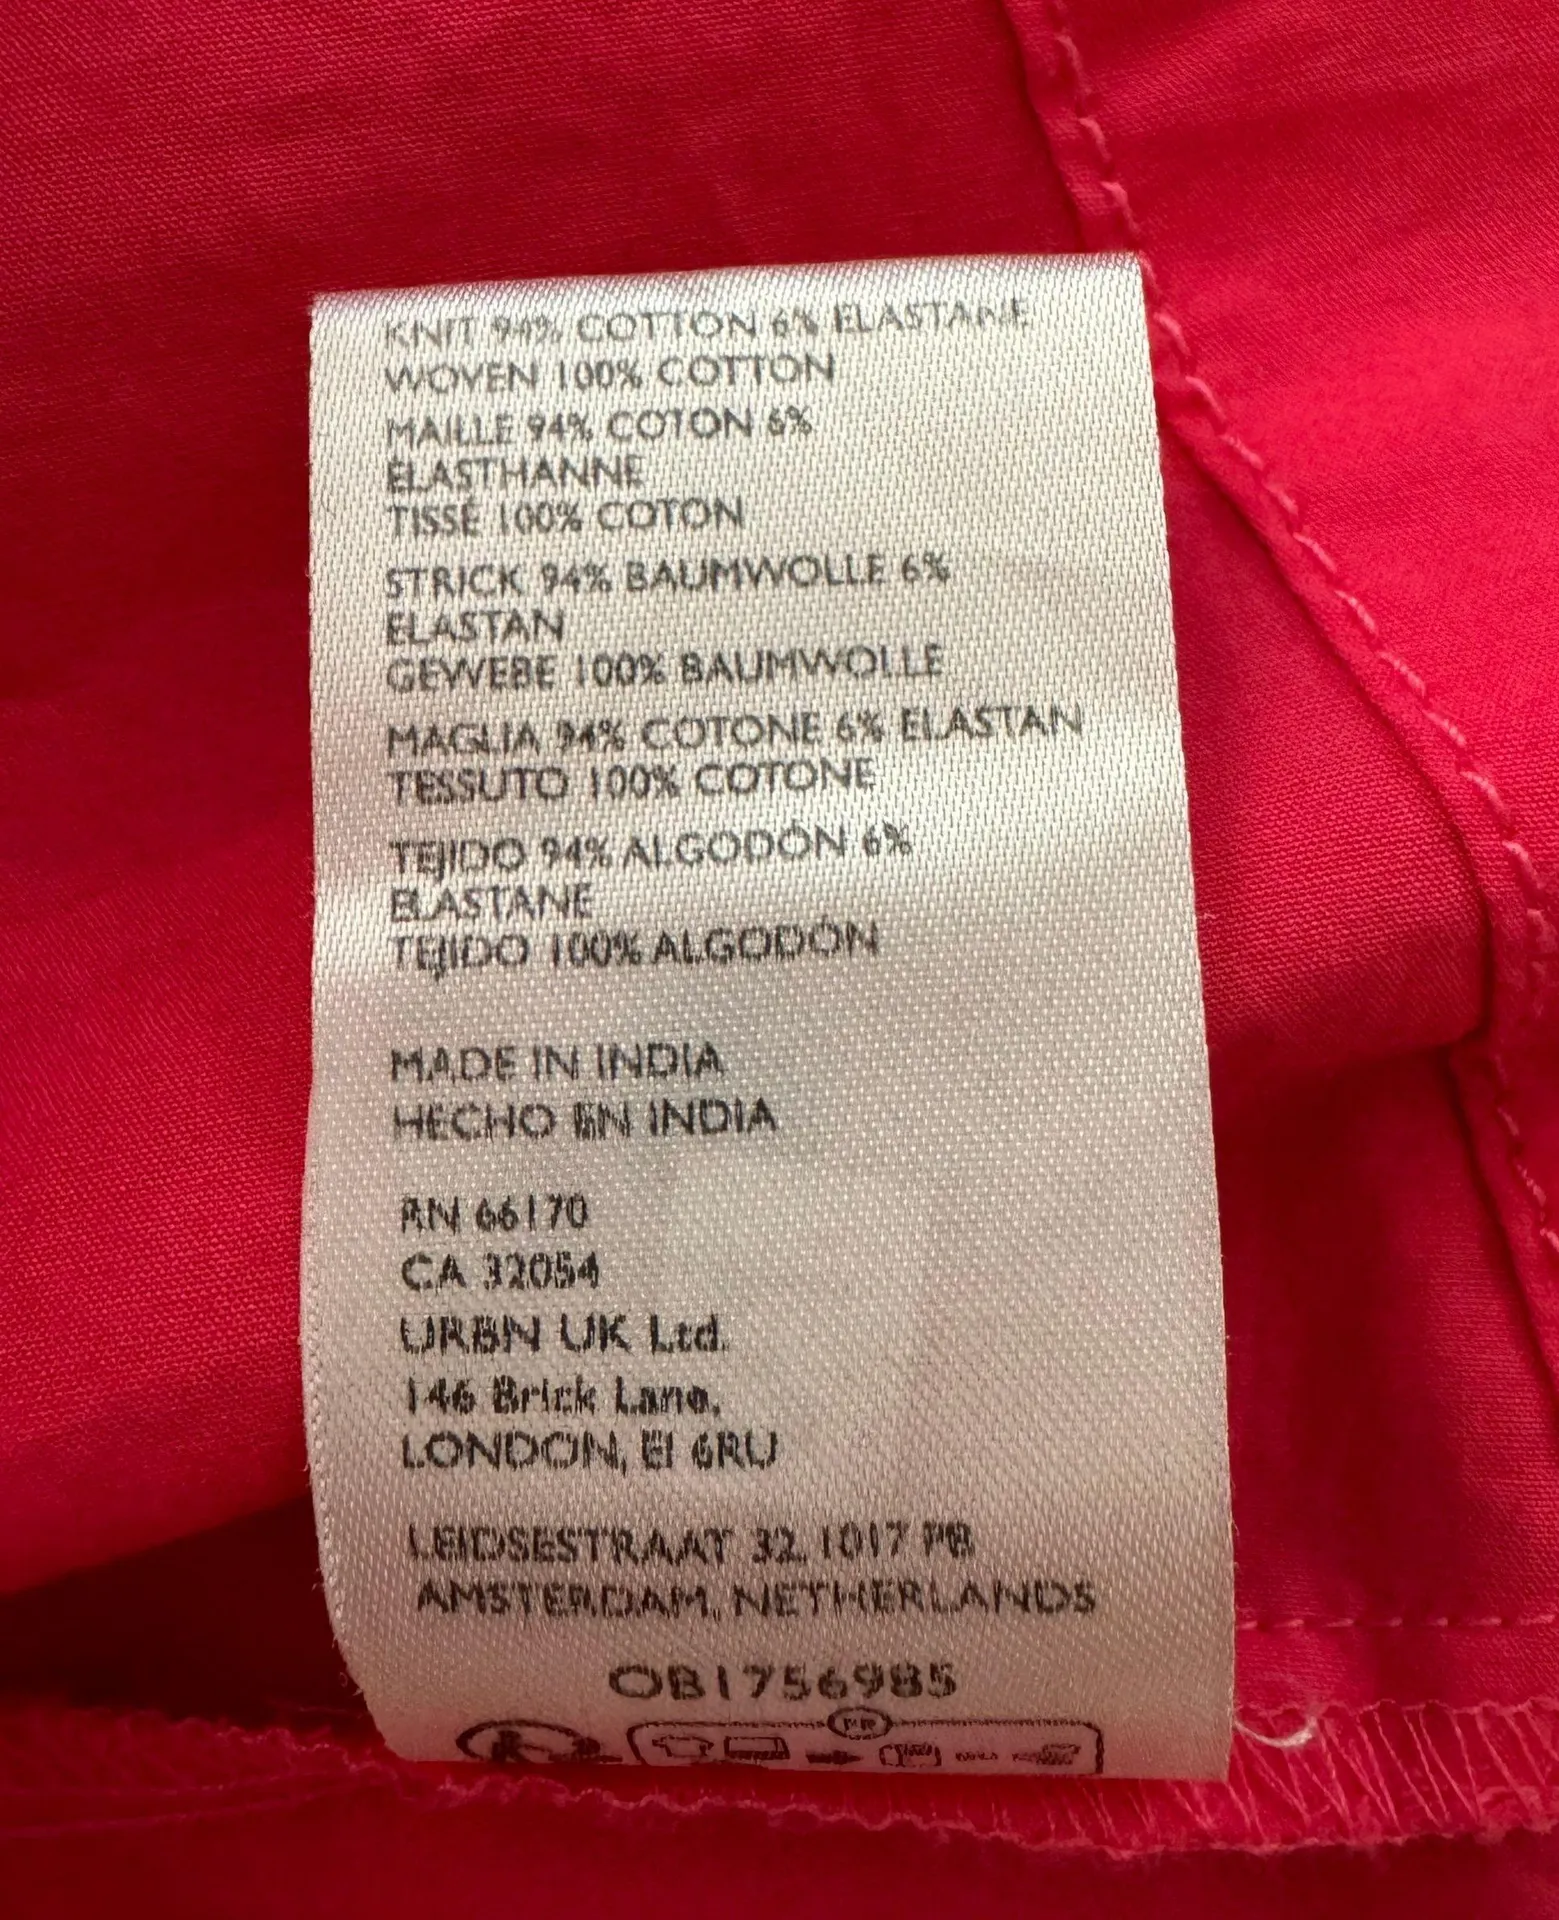 KNIT 94% COTTON 6% ELASTANE
WOVEN 100% COTTON
MAILLE 94% COTON 6%
ÉLASTHANNE
TISSÉ 100% COTON
STRICK 94% BAUMWOLLE 6%
ELASTAN
GEWEBE 100% BAUMWOLLE
MAGLIA 94% COTONE 6% ELASTAN
TESSUTO 100% COTONE
TEJIDO 94% ALGODÓN 6%
ELASTANE
TEJIDO 100% ALGODÓN
MADE IN INDIA
HECHO EN INDIA
RN 66170
CA 32054
URBN UK Ltd.
146 Brick Lane,
LONDON, E1 6RU
LEIDSESTRAAT 32, 1017 PB
AMSTERDAM, NETHERLANDS
OB1756985
FR